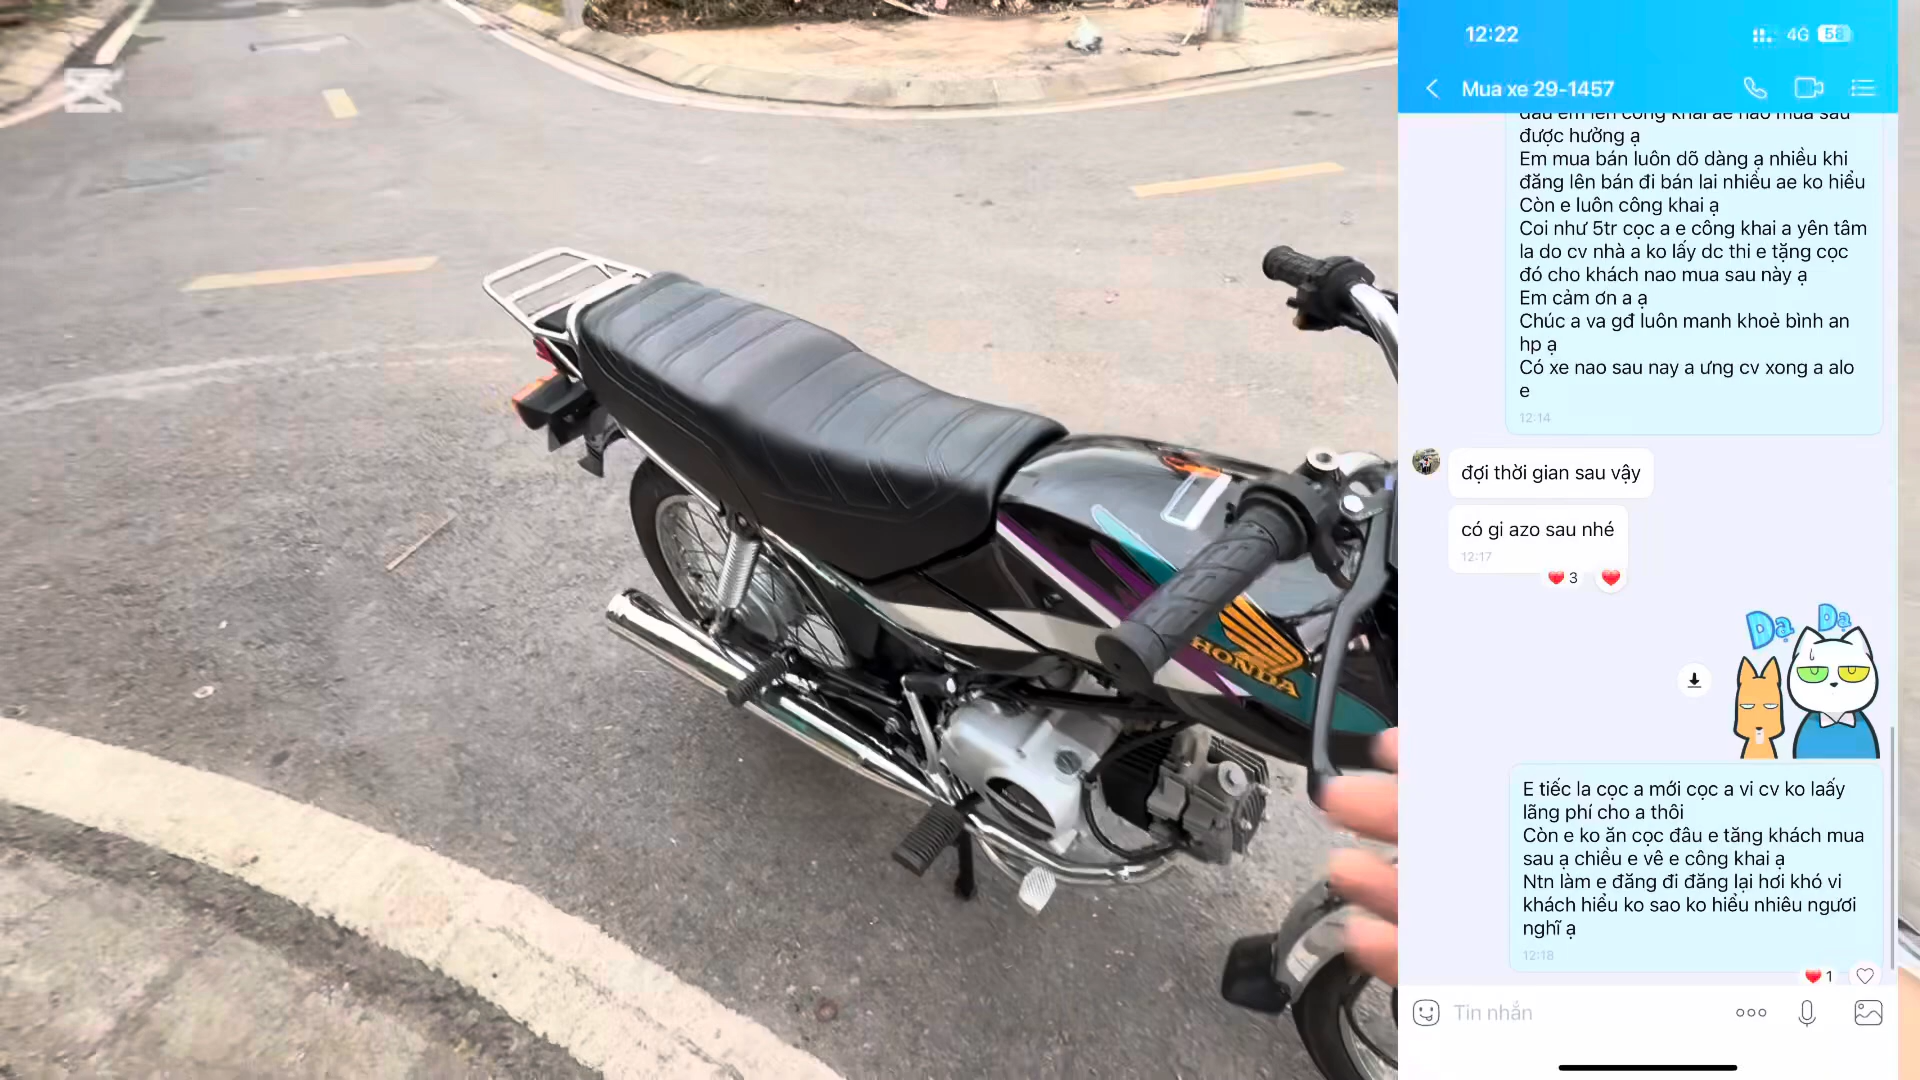 12:22
4G 58
Mua xe 29-1457
được hưởng ạ
Em mua bán luôn dõ dàng ạ nhiều khi
đăng lên bán đi bán lai nhiều ae ko hiểu
Còn e luôn công khai ạ
Coi như 5tr cọc a e công khai a yên tâm
la do cv nhà a ko lấy dc thi e tặng cọc
đó cho khách nao mua sau này ạ
Em cảm ơn a ạ
Chúc a va gđ luôn manh khoẻ bình an
hp ạ
Có xe nao sau nay a ưng cv xong a alo
e
12:14
đợi thời gian sau vậy
có gi azo sau nhé
12:17
3
Dạ Dạ
E tiếc la cọc a mới cọc a vi cv ko laấy
lãng phí cho a thôi
Còn e ko ăn cọc đâu e tăng khách mua
sau ạ chiều e vê e công khai ạ
Ntn làm e đăng đi đăng lại hơi khó vi
khách hiểu ko sao ko hiểu nhiêu ngươi
nghĩ ạ
12:18
1
Tin nhắn
HONDA